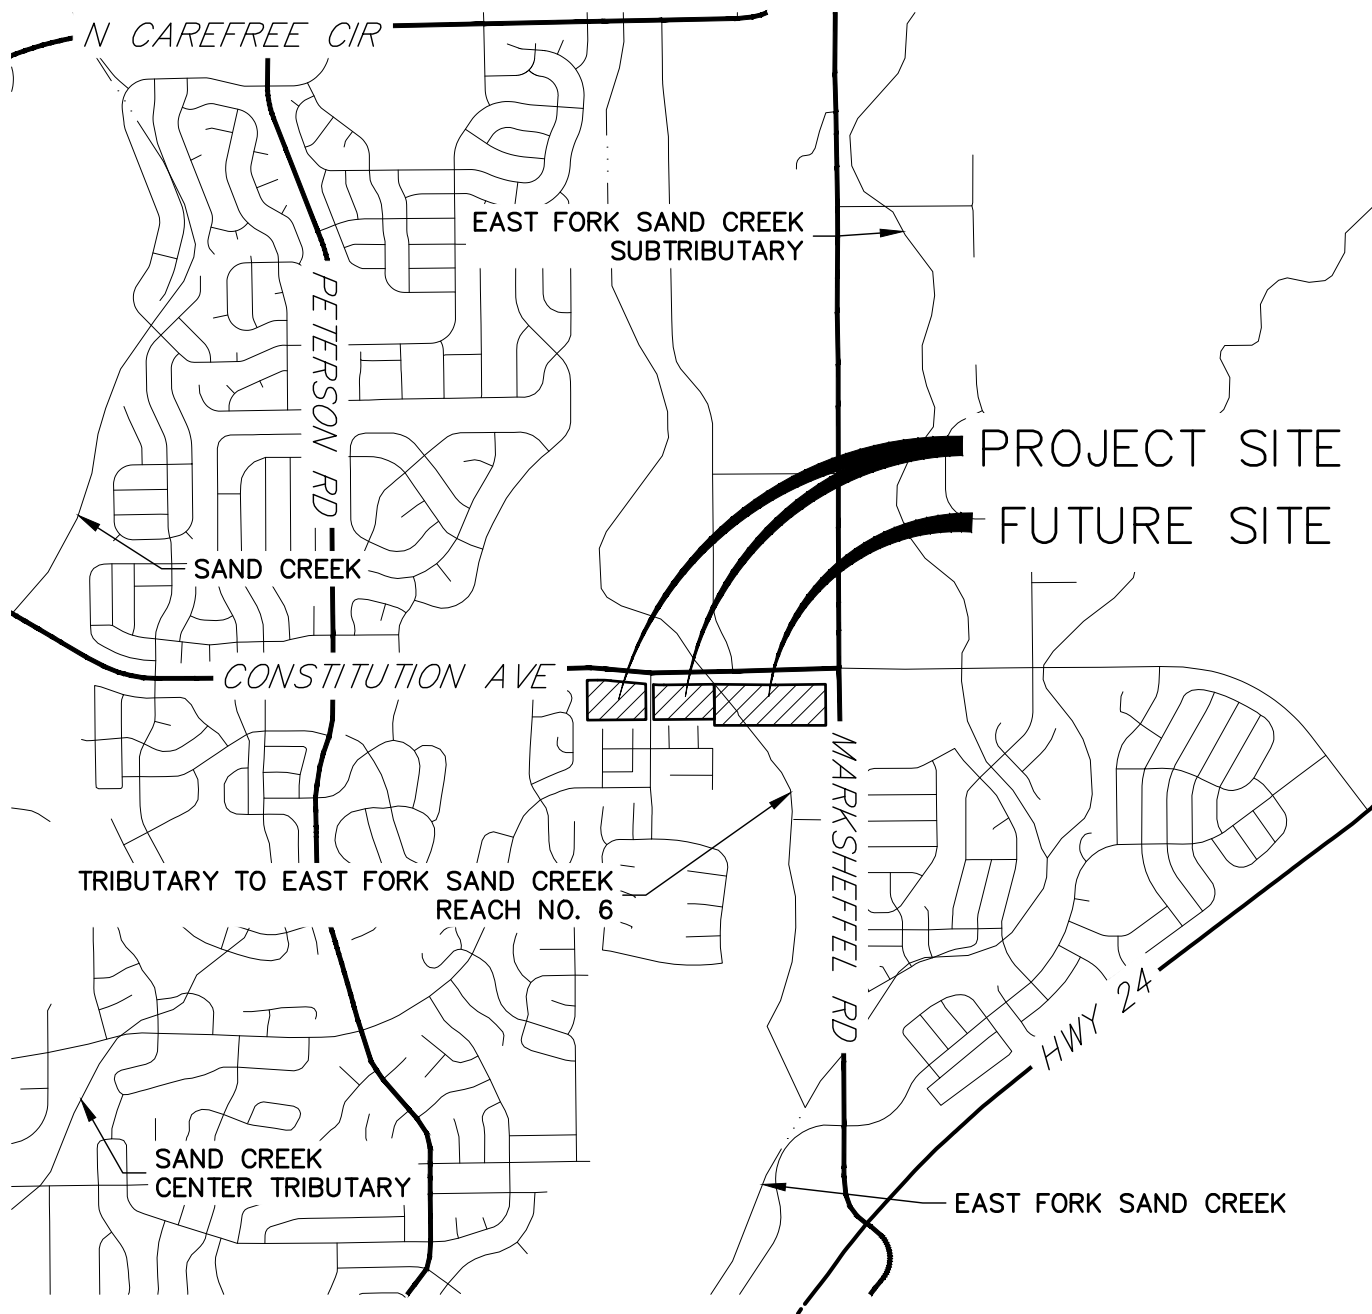 N CAREFREE CIR
EAST FORK SAND CREEK
SUBTRIBUTARY
PETERSON RD
PROJECT SITE
FUTURE SITE
SAND CREEK
CONSTITUTION AVE
MARKSHEFFEL RD
TRIBUTARY TO EAST FORK SAND CREEK
REACH NO. 6
HWY 24
SAND CREEK
CENTER TRIBUTARY
EAST FORK SAND CREEK